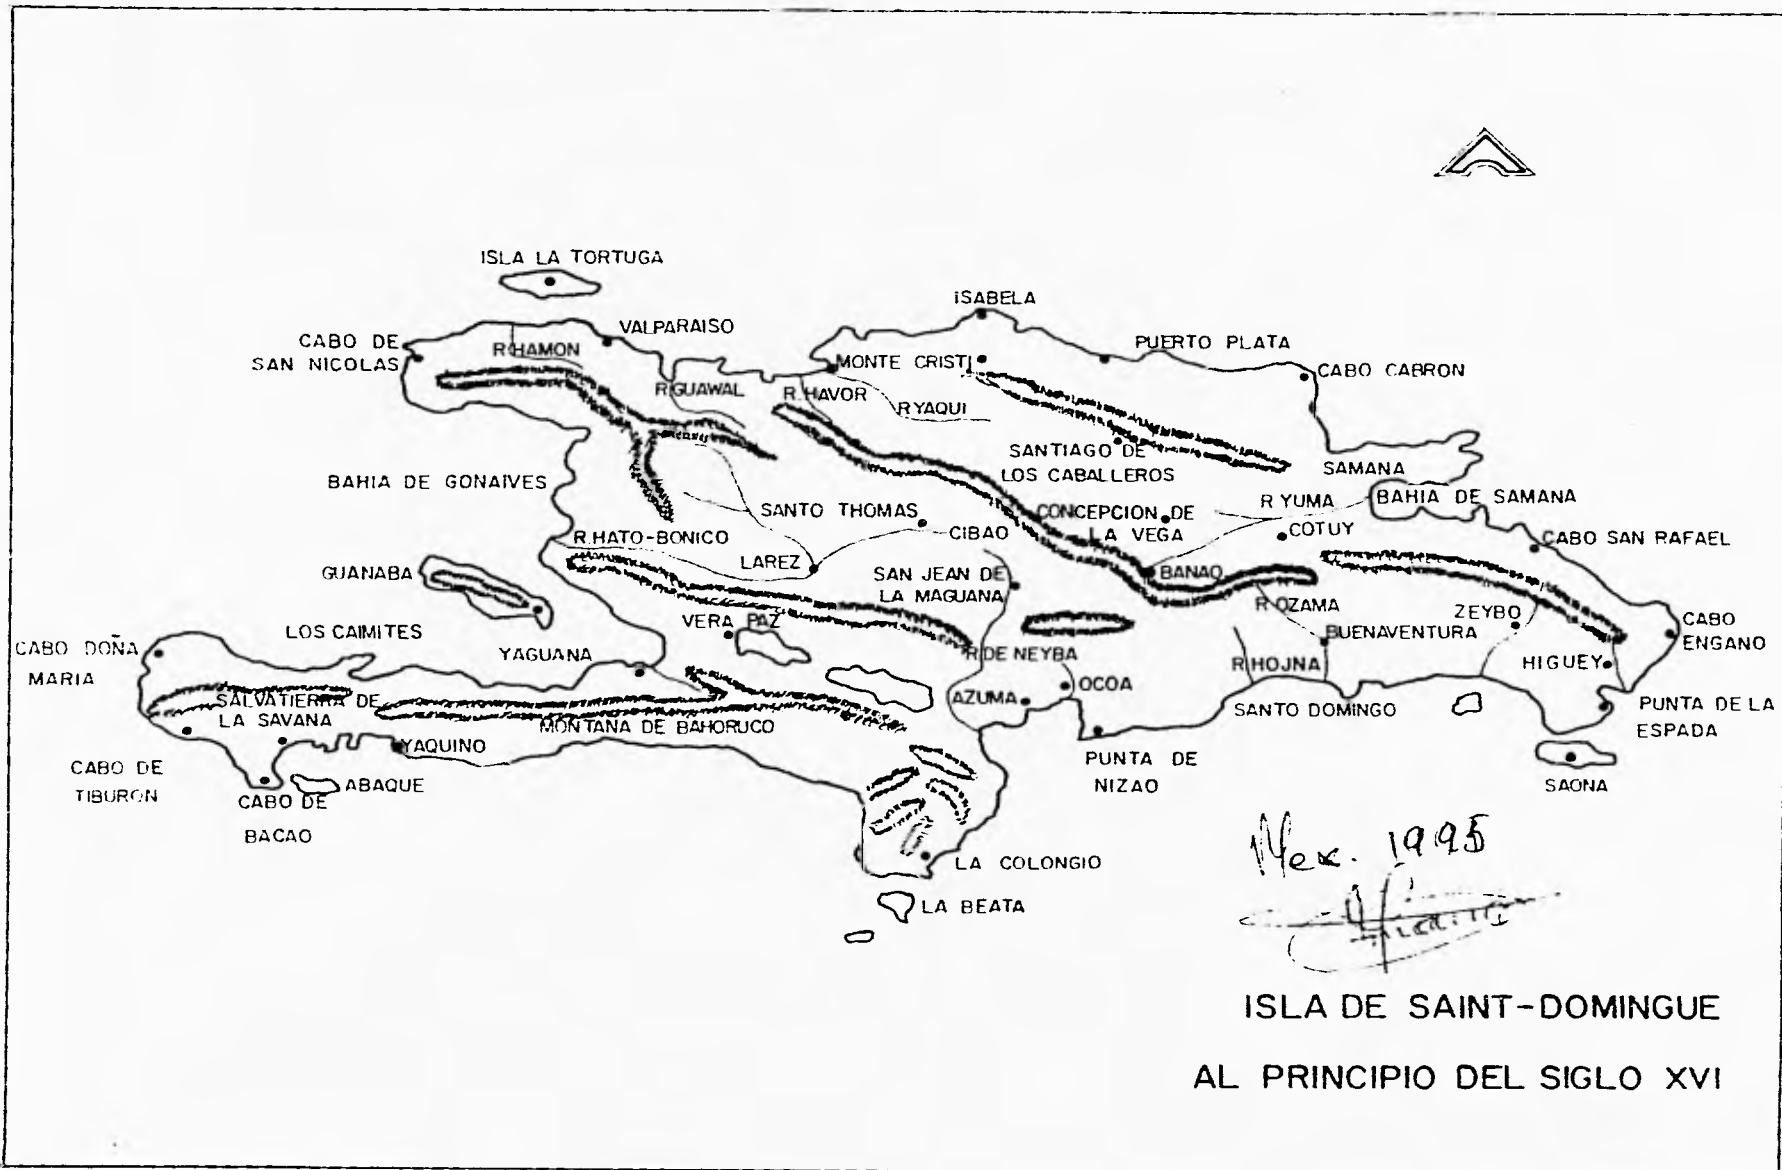 ISLA LA TORTUGA
ISABELA
CABO DE
SAN NICOLAS
VALPARAISO
R. HAMON
PUERTO PLATA
MONTE CRISTI
CABO CABRON
R. GUAWAL
R. HAVOR
R YAQUI
SANTIAGO DE
LOS CABALLEROS
SAMANA
BAHIA DE GONAIVES
BAHIA DE SAMANA
R YUMA
SANTO THOMAS
CONCEPCION DE
LA VEGA
CIBAO
COTUY
CABO SAN RAFAEL
R. HATO-BONICO
LAREZ
SAN JEAN DE
LA MAGUANA
BANAO
GUANABA
R OZAMA
ZEYBO
VERA PAZ
LOS CAIMITES
CABO
ENGANO
CABO DOÑA
MARIA
BUENAVENTURA
YAGUANA
R. DE NEYBA
R HOJNA
HIGUEY
AZUMA
OCOA
SALVATIERRA DE
LA SAVANA
SANTO DOMINGO
PUNTA DE LA
ESPADA
MONTANA DE BAHORUCO
YAQUINO
CABO DE
TIBURON
PUNTA DE
NIZAO
ABAQUE
SAONA
CABO DE
BACAO
LA COLONGIO
LA BEATA
Mex. 1995
ISLA DE SAINT-DOMINGUE
AL PRINCIPIO DEL SIGLO XVI